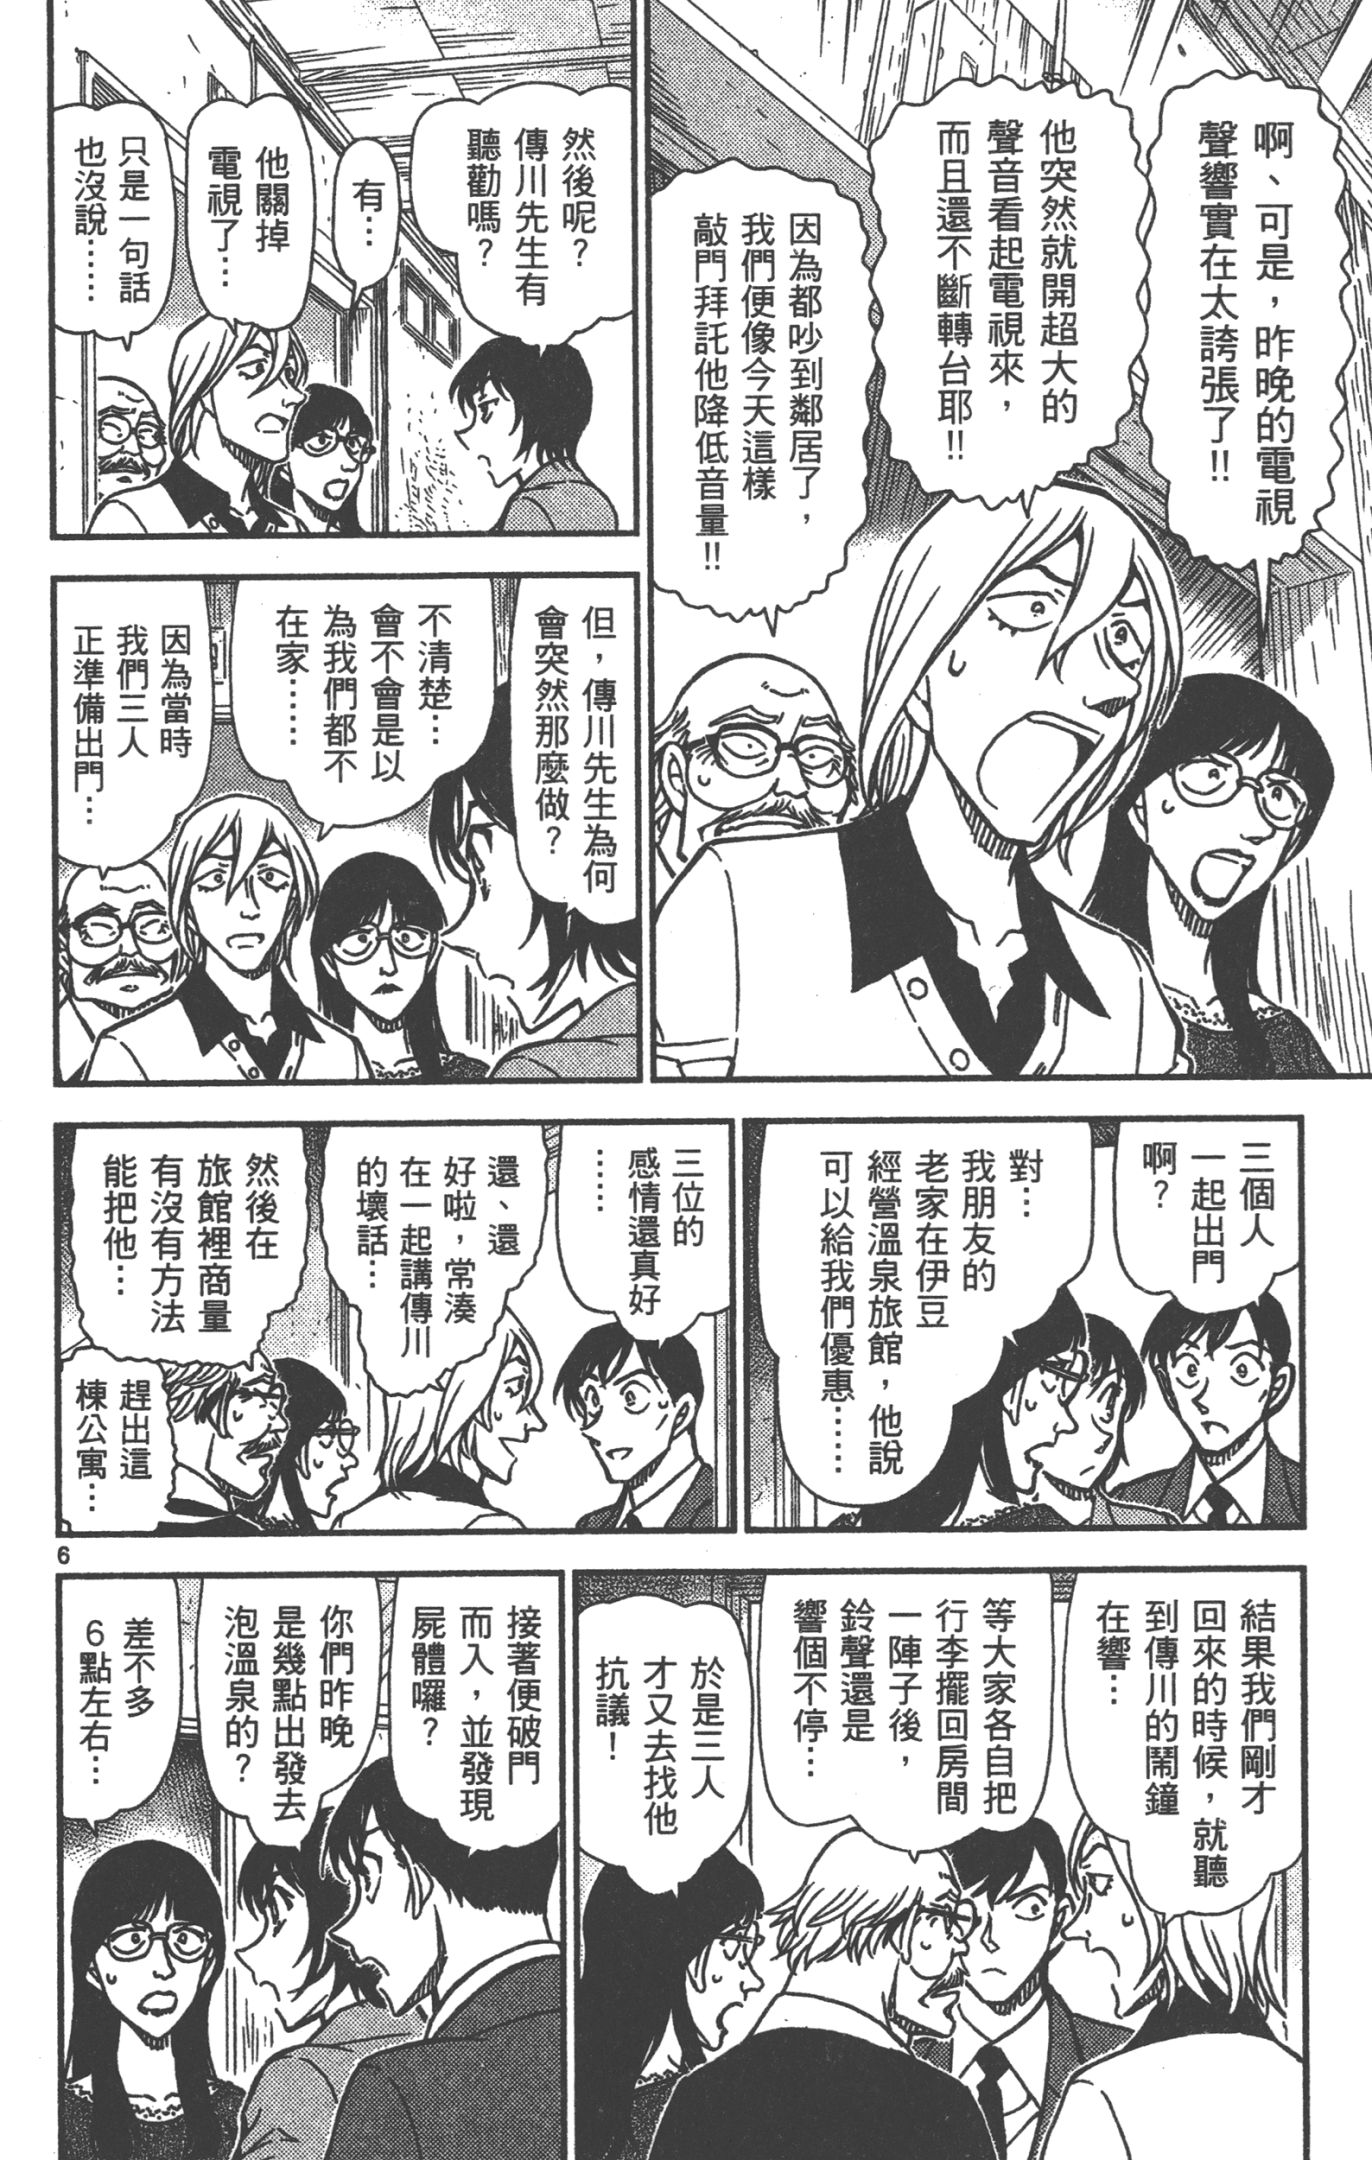 啊、可是，昨晚的電視
聲響實在太誇張了!!
他突然就開超大的
聲音看起電視來，
而且還不斷轉台耶!!
因為都吵到鄰居了，
我們便像今天這樣
敲門拜託他降低音量!!
然後呢？
傳川先生有
聽勸嗎？
有…
他關掉
電視了…
只是一句話
也沒說……
但，傳川先生為何
會突然那麼做？
不清楚…
會不會是以
為我們都不
在家……
因為當時
我們三人
正準備出門…
三個人
一起出門
啊？
對…
我朋友的
老家在伊豆
經營溫泉旅館，他說
可以給我們優惠……
三位的
感情還真好
……
還、還
好啦，常湊
在一起講傳川
的壞話…
然後在
旅館裡商量
有沒有方法
能把他…
趕出這
棟公寓…
6
結果我們剛才
回來的時候，就聽
到傳川的鬧鐘
在響…
等大家各自把
行李擺回房間
一陣子後，
鈴聲還是
響個不停…
於是三人
才又去找他
抗議！
接著便破門
而入，並發現
屍體囉？
你們昨晚
是幾點出發去
泡溫泉的？
差不多
6點左右…